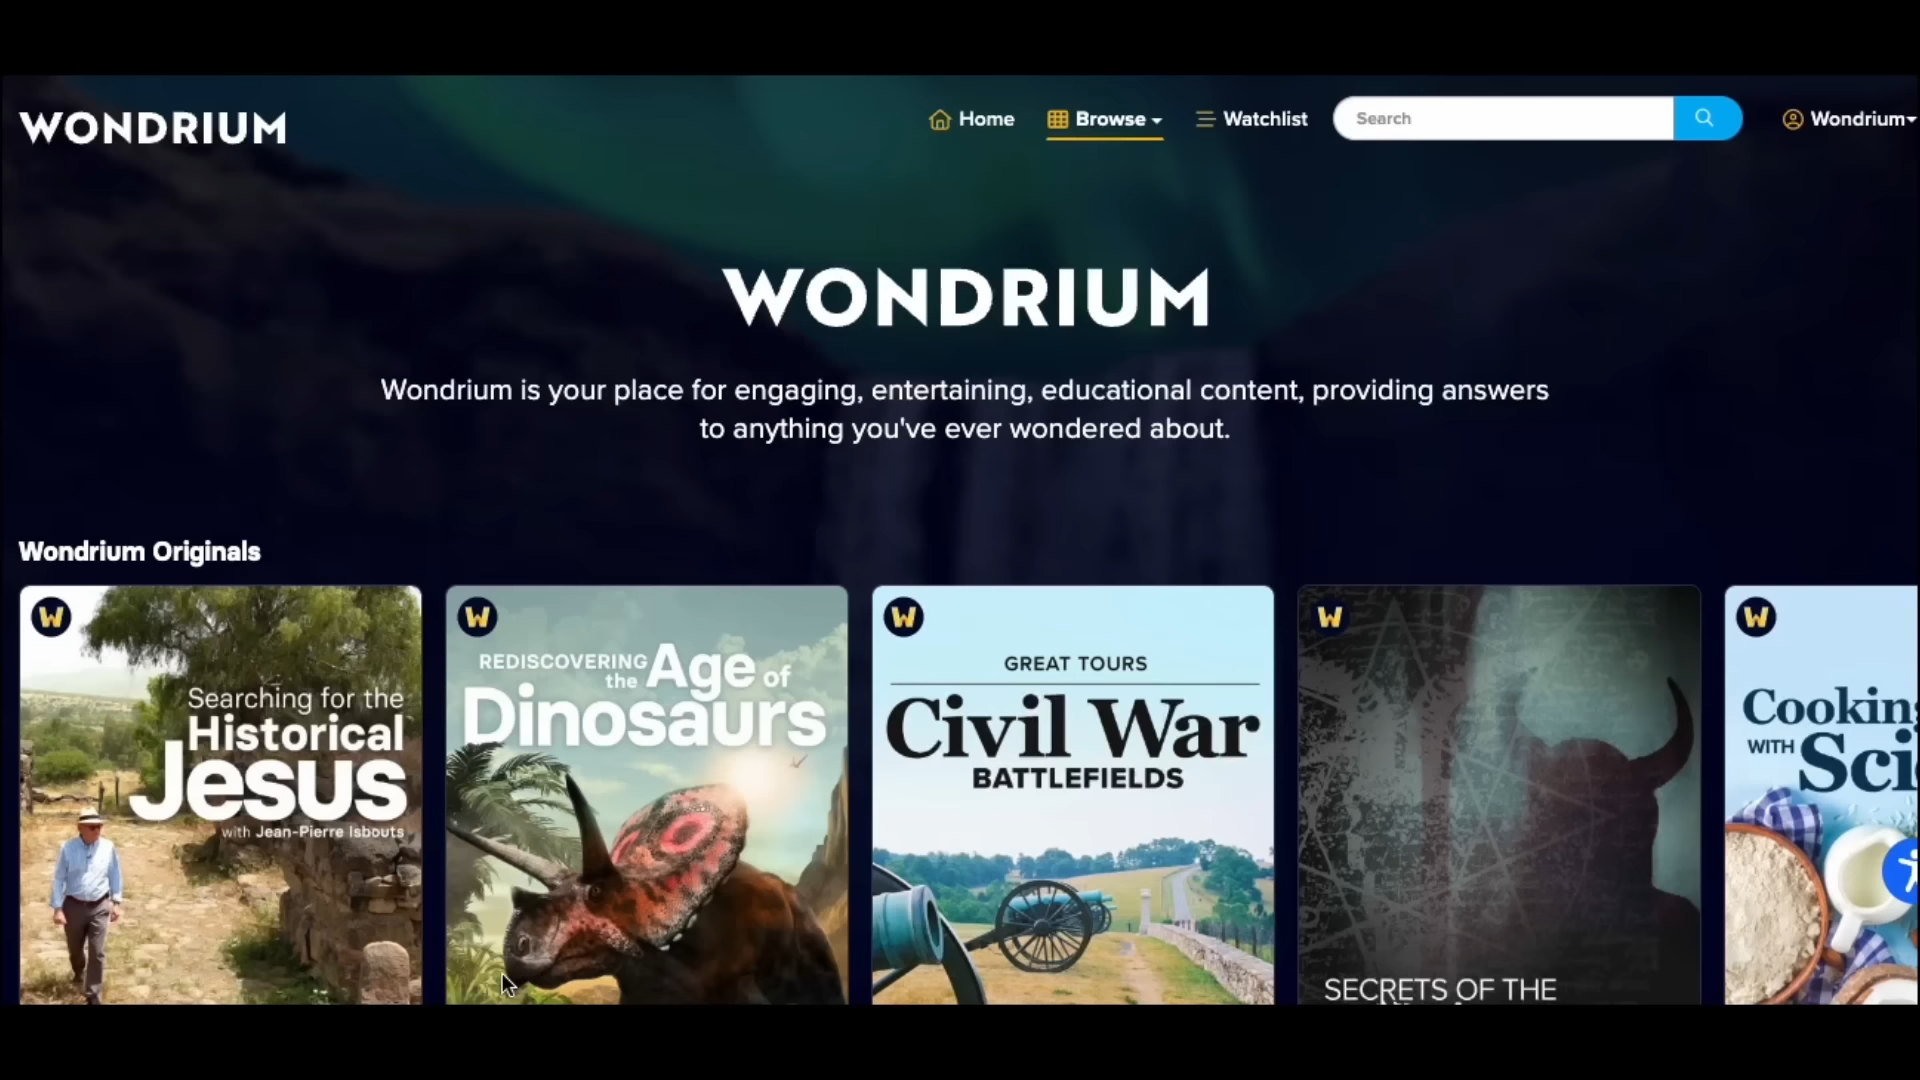 WONDRIUM
Home
Browse
Watchlist
Search
Wondrium
WONDRIUM
Wondrium is your place for engaging, entertaining, educational content, providing answers
to anything you've ever wondered about.
Wondrium Originals
W
Searching for the
Historical
Jesus
with Jean-Pierre Isbouts
W
REDISCOVERING
the Age of
Dinosaurs
W
GREAT TOURS
Civil War
BATTLEFIELDS
W
SECRETS OF THE
W
WITH